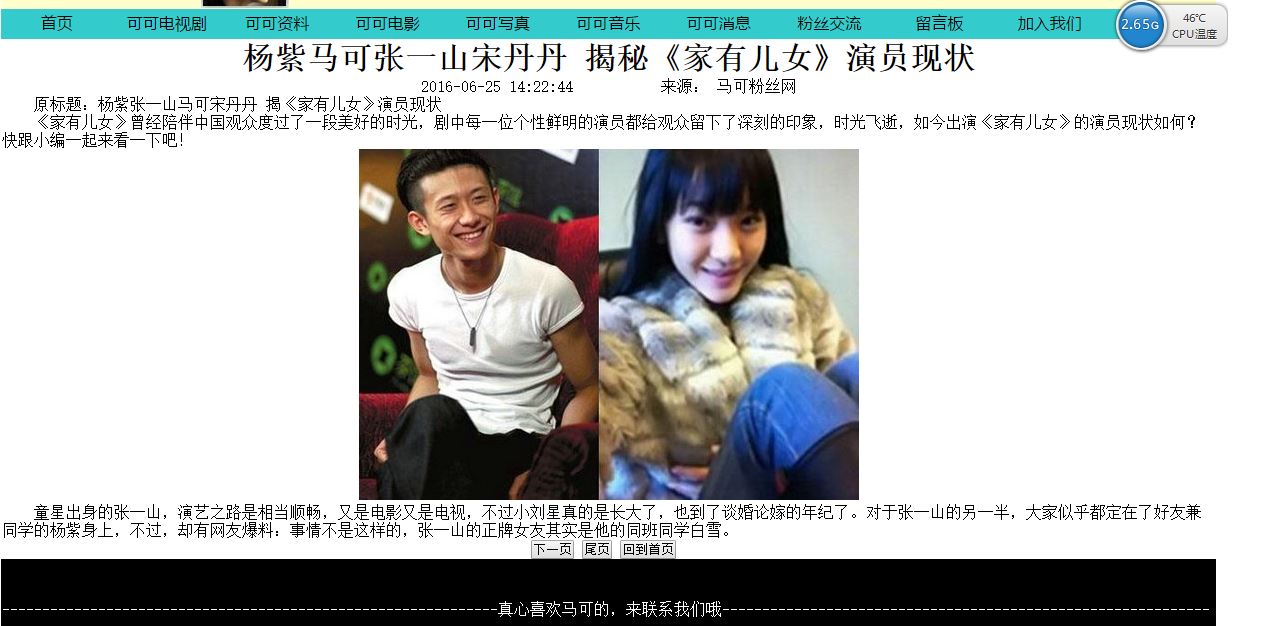 首页 可可电视剧 可可资料 可可电影 可可写真 可可音乐 可可消息 粉丝交流 留言板 加入我们
2.65G
46℃
CPU温度
杨紫马可张一山宋丹丹 揭秘《家有儿女》演员现状
2016-06-25 14:22:44 来源： 马可粉丝网
原标题：杨紫张一山马可宋丹丹 揭《家有儿女》演员现状
《家有儿女》曾经陪伴中国观众度过了一段美好的时光，剧中每一位个性鲜明的演员都给观众留下了深刻的印象，时光飞逝，如今出演《家有儿女》的演员现状如何？
快跟小编一起来看一下吧！
童星出身的张一山，演艺之路是相当顺畅，又是电影又是电视，不过小刘星真的是长大了，也到了谈婚论嫁的年纪了。对于张一山的另一半，大家似乎都定在了好友兼
同学的杨紫身上，不过，却有网友爆料：事情不是这样的，张一山的正牌女友其实是他的同班同学白雪。
下一页 尾页 回到首页
--------------------------------------------------------------真心喜欢马可的，来联系我们哦-------------------------------------------------------------